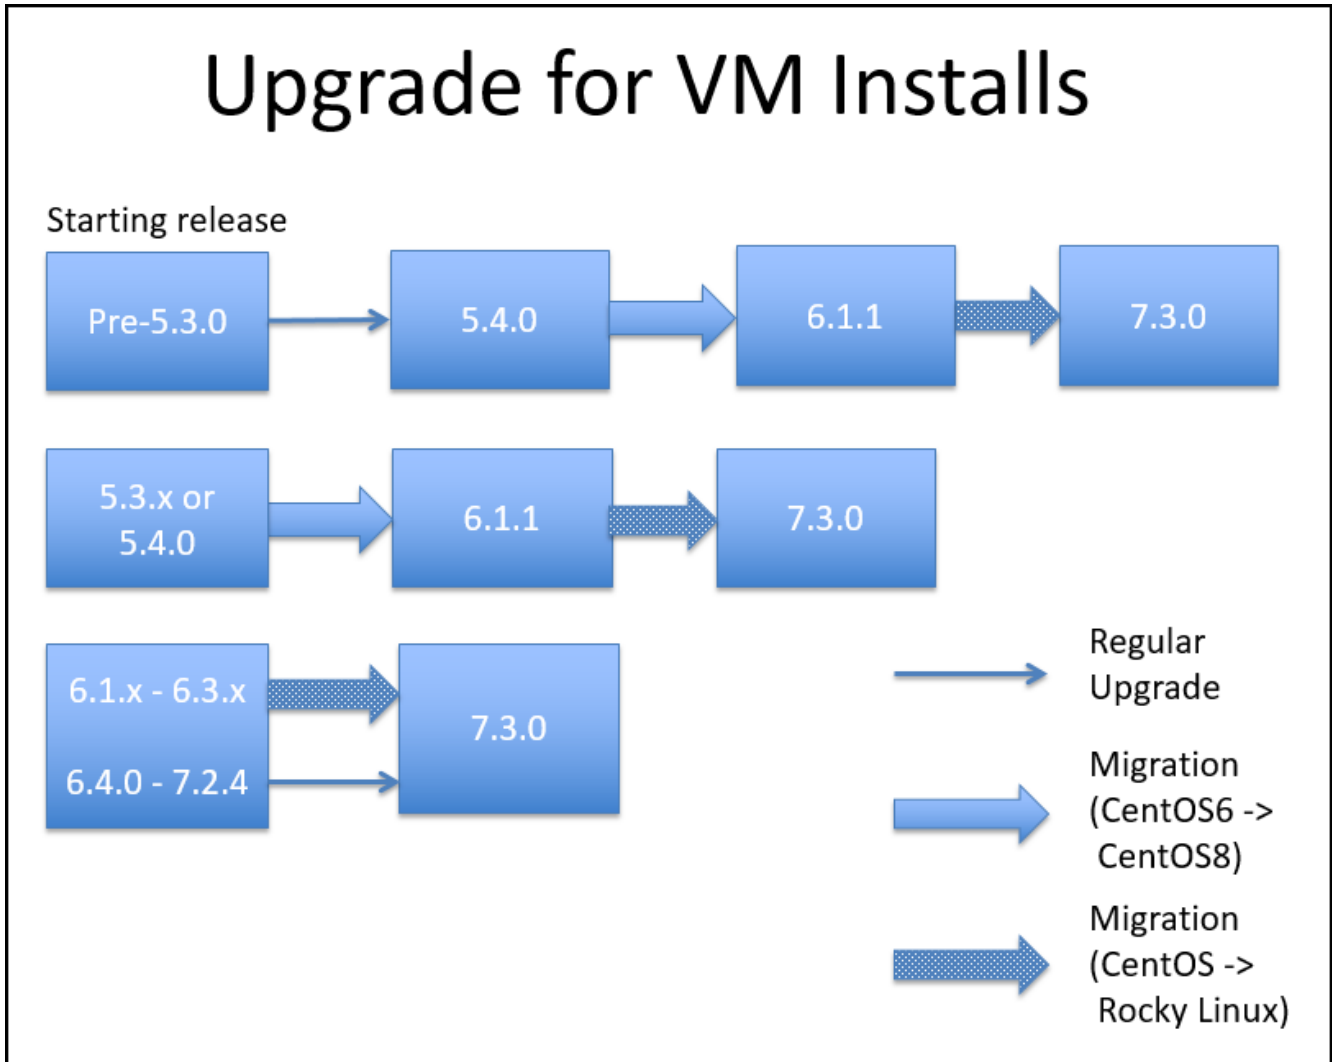 Upgrade for VM Installs
Starting release
Pre-5.3.0
5.4.0
6.1.1
7.3.0
5.3.x or
5.4.0
6.1.1
7.3.0
6.1.x - 6.3.x
6.4.0 - 7.2.4
7.3.0
Regular
Upgrade
Migration
(CentOS6 ->
CentOS8)
Migration
(CentOS ->
Rocky Linux)